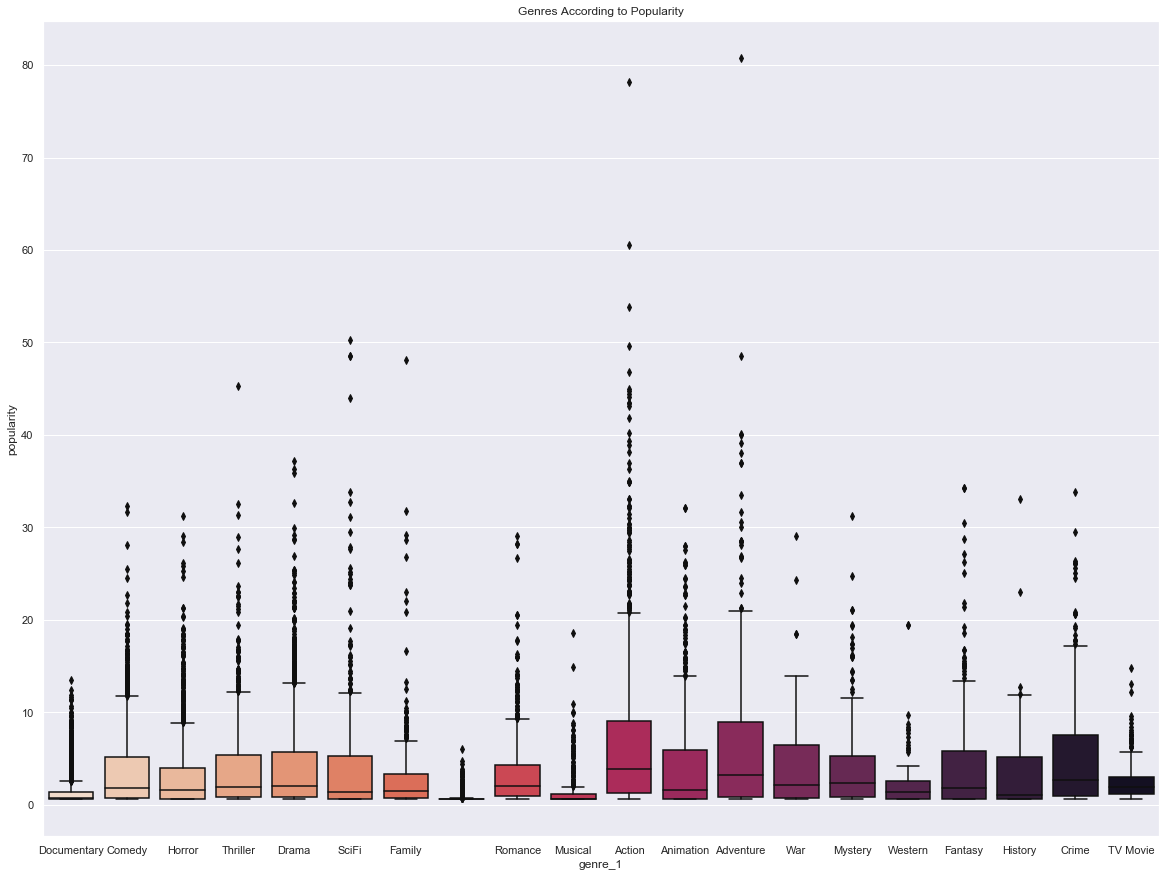 Genres According to Popularity
popularity
80
70
60
50
40
30
20
10
0
Documentary Comedy Horror Thriller Drama SciFi Family Romance Musical Action Animation Adventure War Mystery Western Fantasy History Crime TV Movie
genre_1